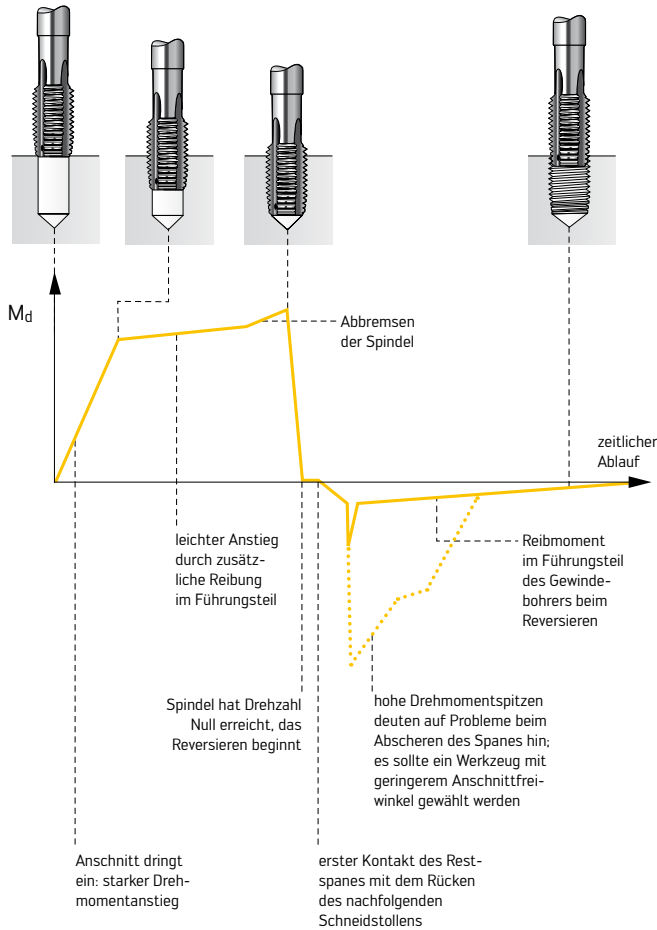 M_d
Abbremsen
der Spindel
zeitlicher
Ablauf
leichter Anstieg
durch zusätz-
liche Reibung
im Führungsteil
Reibmoment
im Führungsteil
des Gewinde-
bohrers beim
Reversieren
Spindel hat Drehzahl
Null erreicht, das
Reversieren beginnt
hohe Drehmomentspitzen
deuten auf Probleme beim
Abscheren des Spanes hin;
es sollte ein Werkzeug mit
geringerem Anschnittfrei-
winkel gewählt werden
Anschnitt dringt
ein: starker Dreh-
momentanstieg
erster Kontakt des Rest-
spanes mit dem Rücken
des nachfolgenden
Schneidstollens